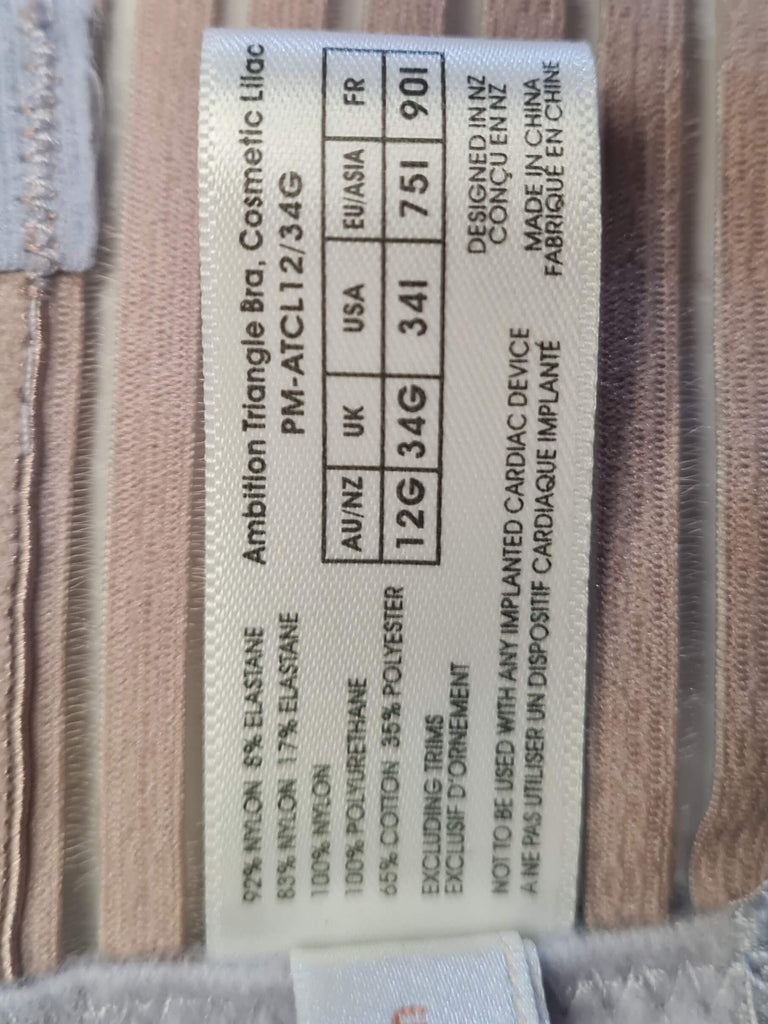 Ambition Triangle Bra, Cosmetic Lilac
PM-ATCL12/34G
AU/NZ UK USA EU/ASIA FR
12G 34G 34I 75I 90I
92% NYLON 8% ELASTANE
83% NYLON 17% ELASTANE
100% NYLON
100% POLYURETHANE
65% COTTON 35% POLYESTER
EXCLUDING TRIMS
EXCLUSIF D'ORNEMENT
DESIGNED IN NZ
CONÇU EN NZ
MADE IN CHINA
FABRIQUÉ EN CHINE
NOT TO BE USED WITH ANY IMPLANTED CARDIAC DEVICE
A NE PAS UTILISER UN DISPOSITIF CARDIAQUE IMPLANTÉ